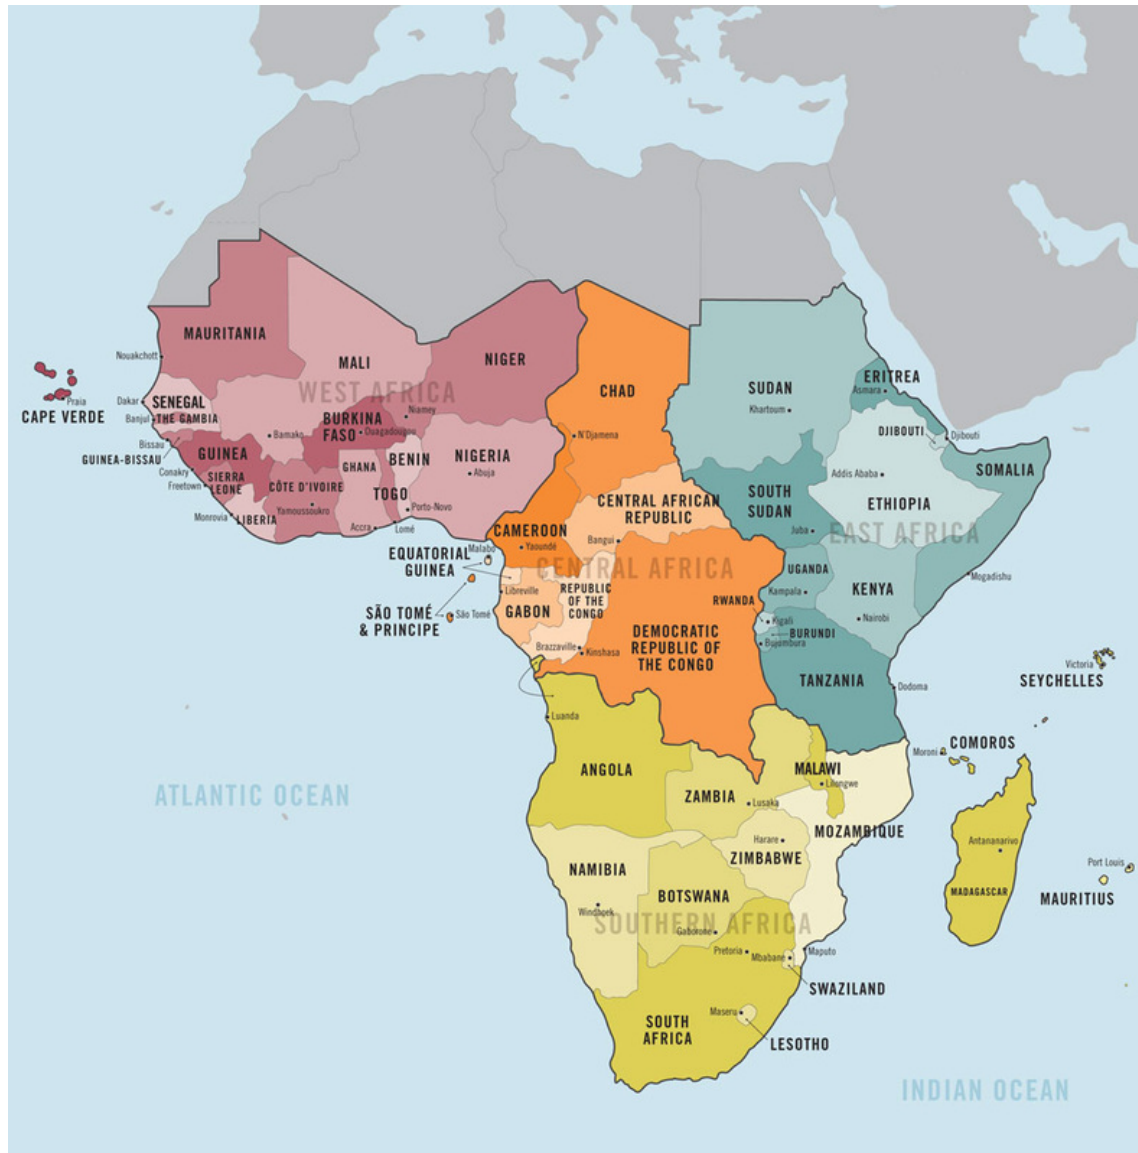 MAURITANIA
Nouakchott
MALI
NIGER
CHAD
SUDAN
ERITREA
Asmara
Khartoum
WEST AFRICA
CAPE VERDE
Praia
Dakar
SENEGAL
Banjul
THE GAMBIA
Bissau
GUINEA-BISSAU
Bamako
BURKINA
FASO
Ouagadougou
Niamey
N'Djamena
DJIBOUTI
Djibouti
GUINEA
Conakry
SIERRA
LEONE
Freetown
CÔTE D'IVOIRE
Yamoussoukro
GHANA
BENIN
TOGO
NIGERIA
Abuja
Monrovia
LIBERIA
Accra
Lomé
Porto-Novo
SOMALIA
Addis Ababa
ETHIOPIA
SOUTH
SUDAN
Juba
EAST AFRICA
CENTRAL AFRICAN
REPUBLIC
Bangui
CAMEROON
Yaoundé
CENTRAL AFRICA
Malabo
EQUATORIAL
GUINEA
Libreville
GABON
REPUBLIC
OF THE
CONGO
SÃO TOMÉ
& PRINCIPE
São Tomé
Brazzaville
Kinshasa
DEMOCRATIC
REPUBLIC OF
THE CONGO
UGANDA
Kampala
KENYA
Nairobi
Mogadishu
RWANDA
Kigali
BURUNDI
Bujumbura
TANZANIA
Dodoma
Victoria
SEYCHELLES
Luanda
ANGOLA
Moroni
COMOROS
MALAWI
Lilongwe
ZAMBIA
Lusaka
MOZAMBIQUE
ATLANTIC OCEAN
Harare
ZIMBABWE
Antananarivo
MADAGASCAR
Port Louis
MAURITIUS
NAMIBIA
Windhoek
BOTSWANA
Gaborone
SOUTHERN AFRICA
Pretoria
Mbabane
Maputo
SWAZILAND
SOUTH
AFRICA
Maseru
LESOTHO
INDIAN OCEAN